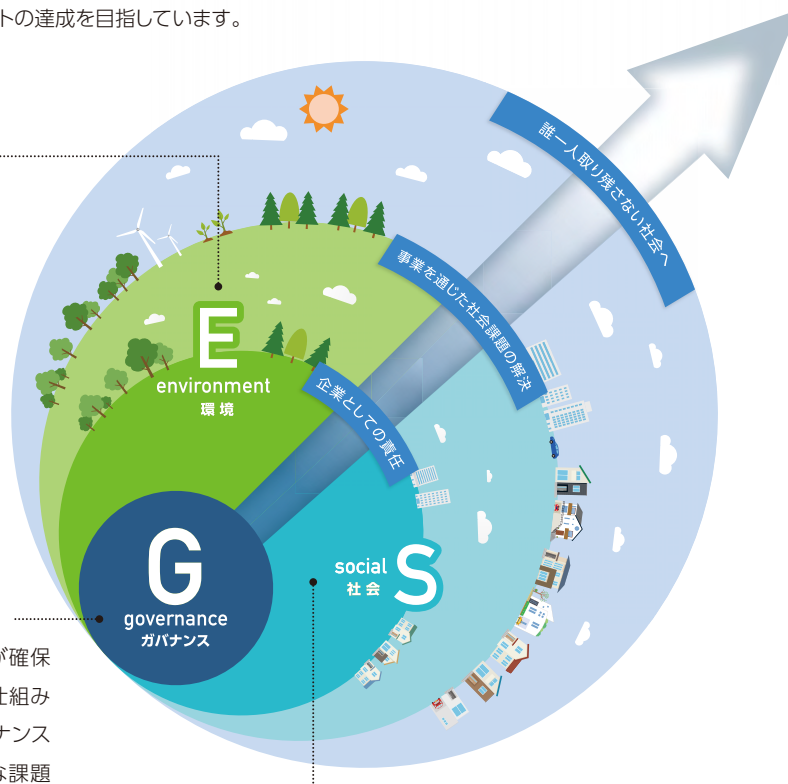 トの達成を目指しています。
誰一人取り残さない社会へ
事業を通じた社会課題の解決
企業としての責任
E
environment
環境
G
governance
ガバナンス
social
社会
S
が確保
仕組み
ナンス
な課題